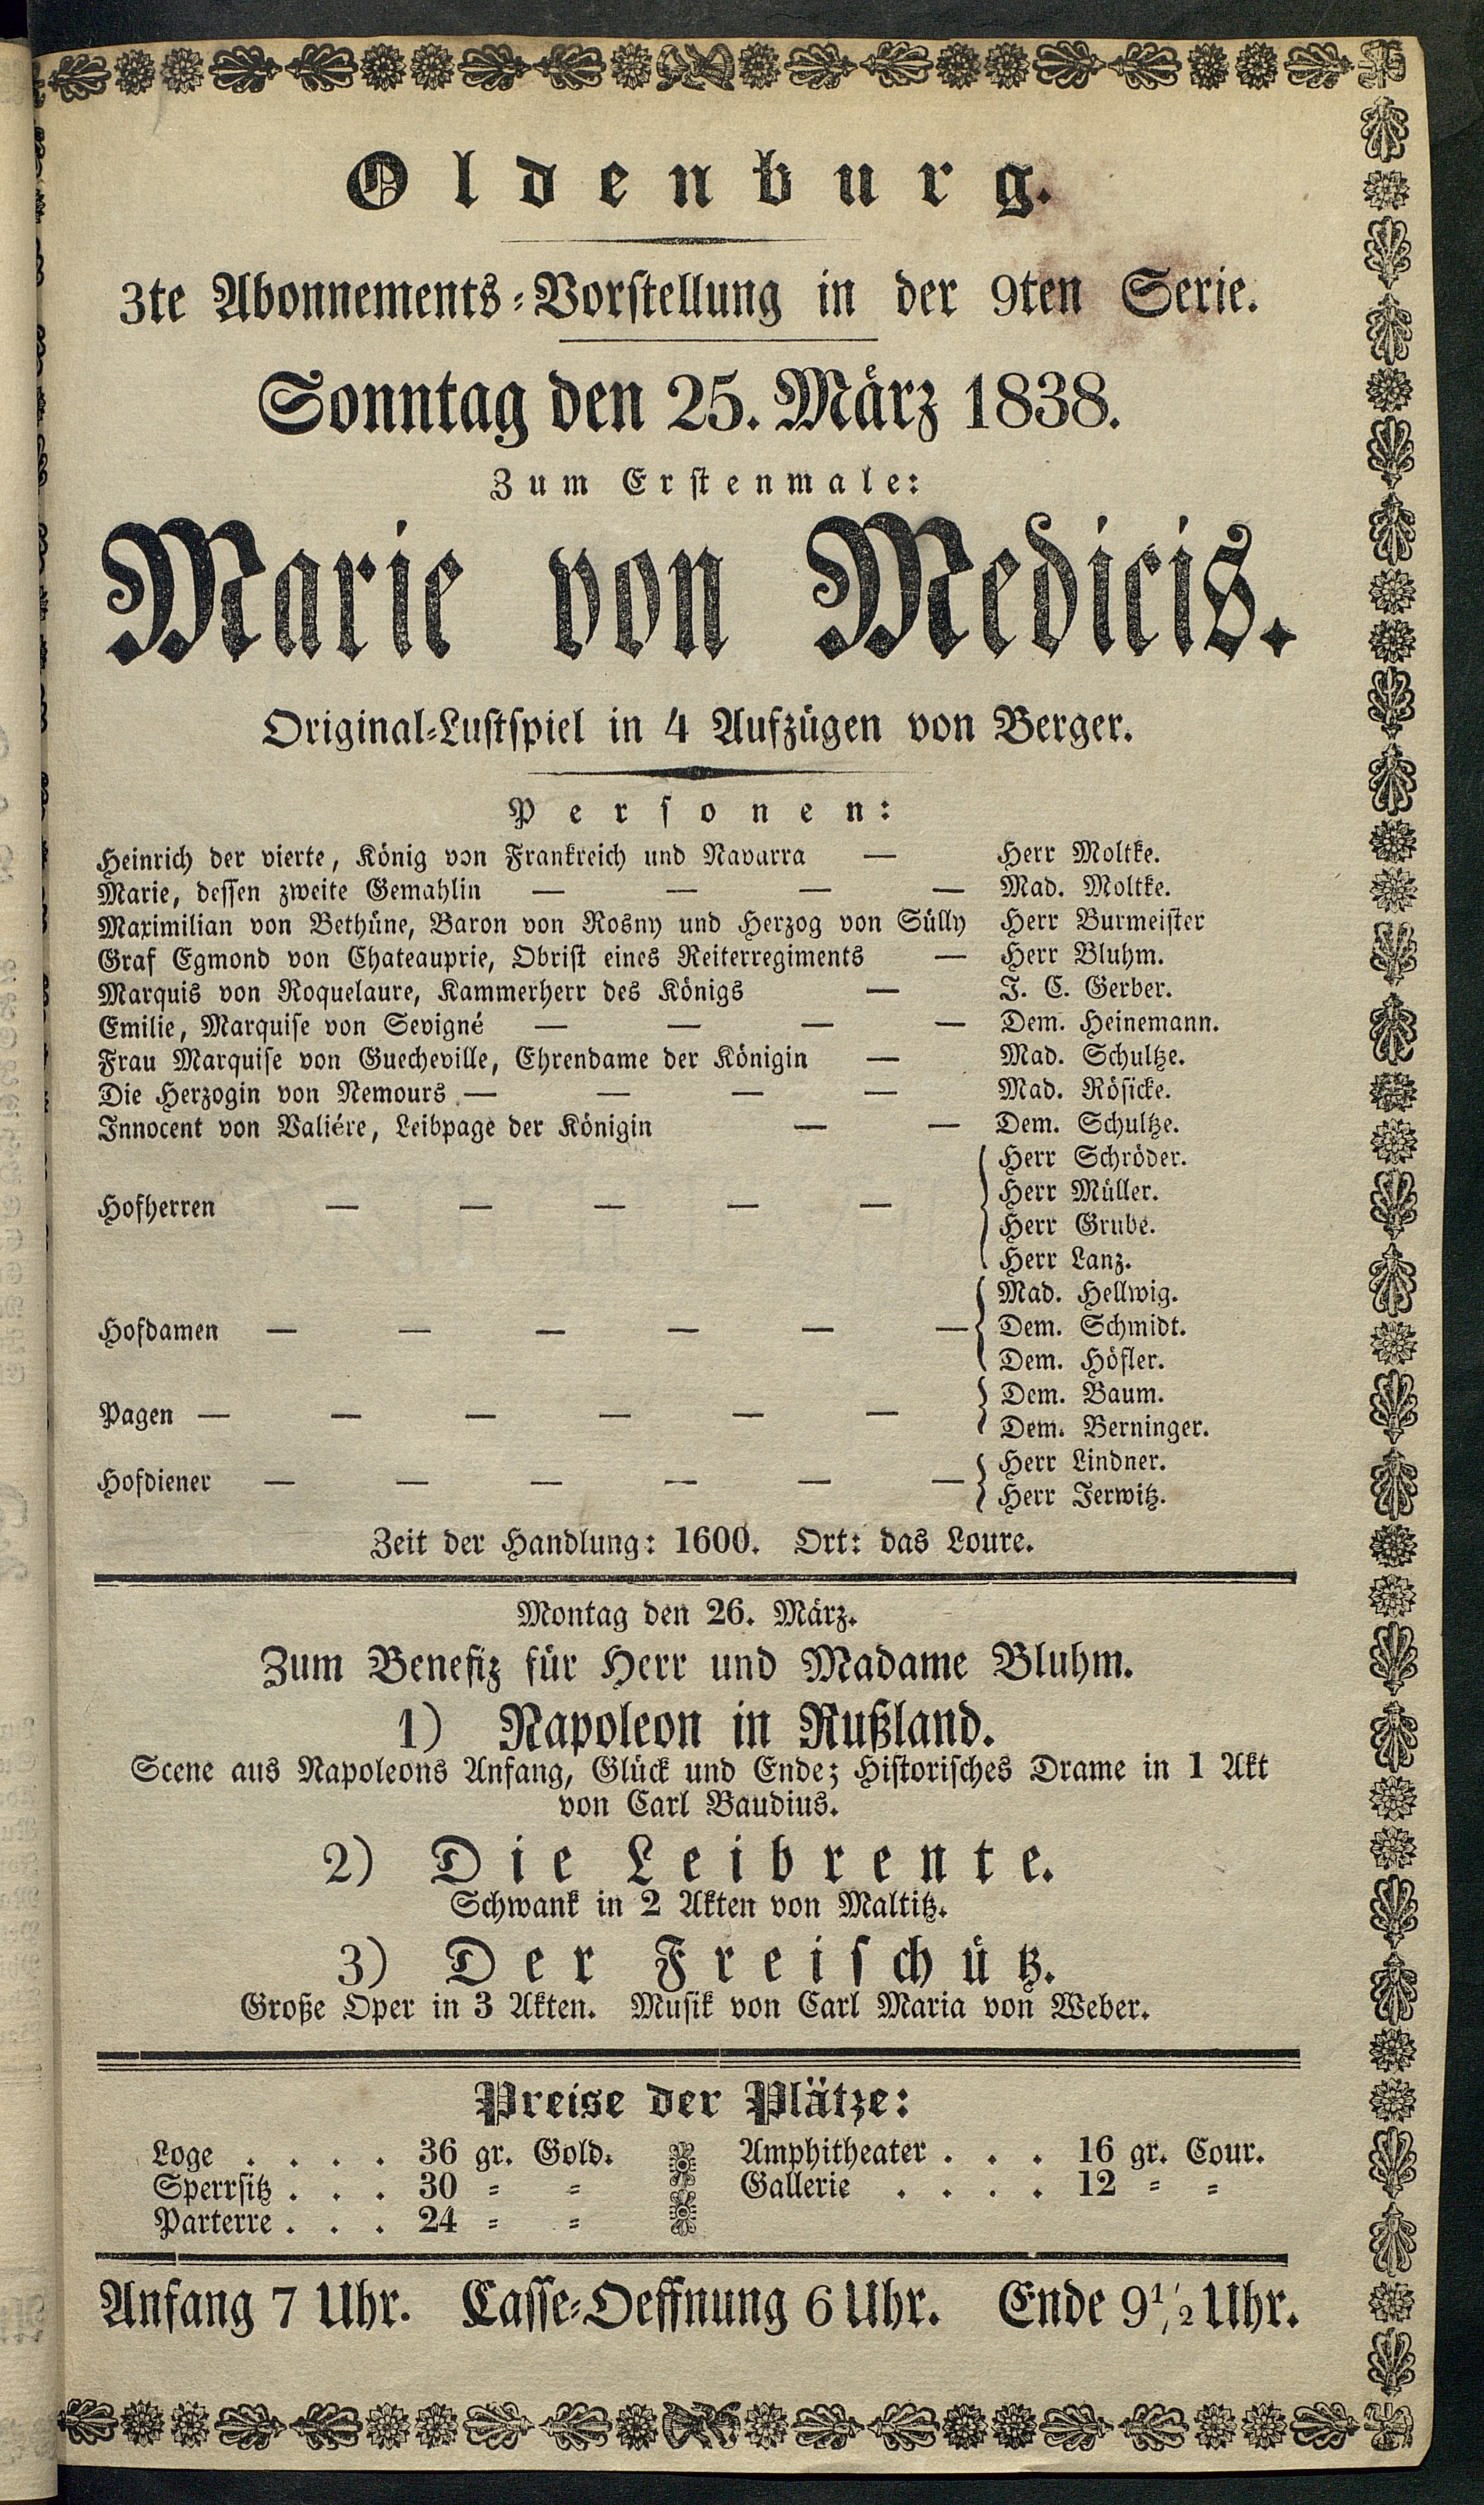 Oldenburg.
3te Abonnements-Vorstellung in der 9ten Serie.
Sonntag den 25. März 1838.
Zum Erstenmale:
Marie von Medicis.
Original-Lustspiel in 4 Aufzügen von Berger.
Personen:
Heinrich der vierte, König von Frankreich und Navarra — Herr Moltke.
Marie, dessen zweite Gemahlin — — — — Mad. Moltke.
Maximilian von Bethüne, Baron von Rosny und Herzog von Sülly Herr Burmeister
Graf Egmond von Chateauprie, Obrist eines Reiterregiments — Herr Bluhm.
Marquis von Roquelaure, Kammerherr des Königs — J. C. Gerber.
Emilie, Marquise von Sevigné — — — — Dem. Heinemann.
Frau Marquise von Guecheville, Ehrendame der Königin — Mad. Schultze.
Die Herzogin von Nemours — — — — Mad. Rösicke.
Innocent von Valiére, Leibpage der Königin — — Dem. Schultze.
Herr Schröder.
Herr Müller.
Hofherren — — — — —
Herr Grube.
Herr Lanz.
Mad. Hellwig.
Hofdamen — — — — — — Dem. Schmidt.
Dem. Höfler.
Dem. Baum.
Pagen — — — — — —
Dem. Berninger.
Herr Lindner.
Hofdiener — — — — — —
Herr Jerwitz.
Zeit der Handlung: 1600. Ort: das Loure.
Montag den 26. März.
Zum Benefiz für Herr und Madame Bluhm.
1) Napoleon in Rußland.
Scene aus Napoleons Anfang, Glück und Ende; Historisches Drame in 1 Akt
von Carl Baudius.
2) Die Leibrente.
Schwank in 2 Akten von Maltitz.
3) Der Freischütz.
Große Oper in 3 Akten. Musik von Carl Maria von Weber.
Preise der Plätze:
Loge . . . . 36 gr. Gold. Amphitheater . . . 16 gr. Cour.
Sperrsitz . . . 30 = = Gallerie . . . . 12 = =
Parterre . . . 24 = =
Anfang 7 Uhr. Casse-Oeffnung 6 Uhr. Ende 9 1/2 Uhr.